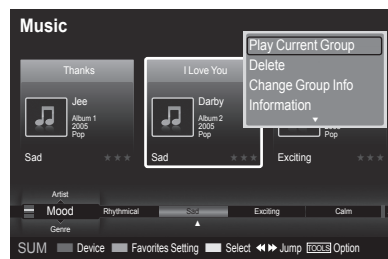 Music
Thanks
I Love You
Play Current Group
Delete
Change Group Info
Information
Jee
Album 1
2005
Pop
Darby
Album 2
2005
Pop
2005
Pop
Sad ★★★
Sad ★★★
Exciting ★★★
Artist
Mood
Rhythmical
Sad
Exciting
Calm
Genre
SUM Device Favorites Setting Select Jump TOOLS Option